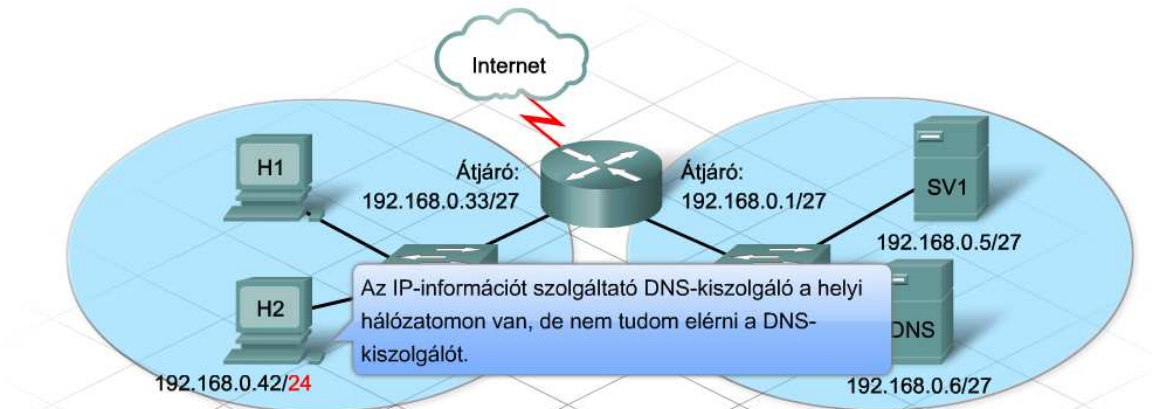 Internet
H1
Átjáró:
192.168.0.33/27
Átjáró:
192.168.0.1/27
SV1
192.168.0.5/27
H2
192.168.0.42/24
Az IP-információt szolgáltató DNS-kiszolgáló a helyi
hálózatomon van, de nem tudom elérni a DNS-
kiszolgálót.
DNS
192.168.0.6/27